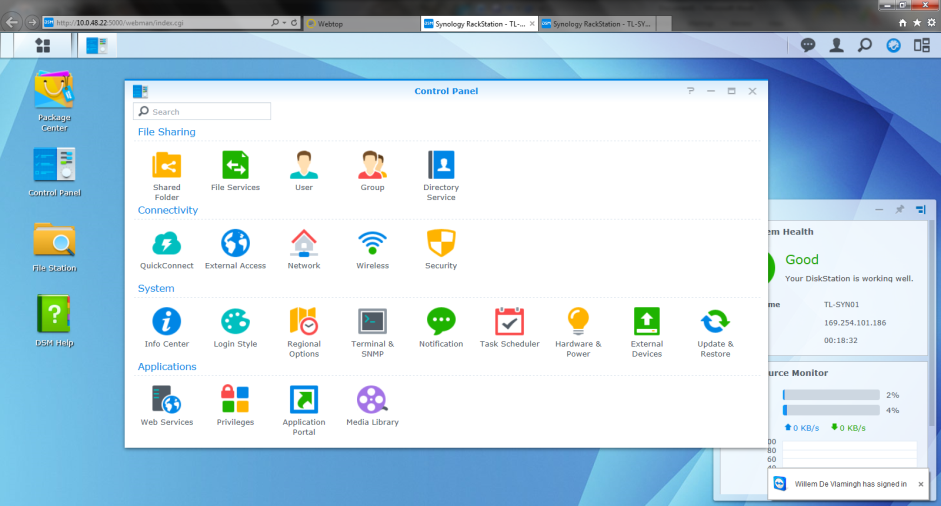 http://10.0.48.22:5000/webman/index.cgi
Webtop
DSM Synology RackStation - TL-...
DSM Synology RackStation - TL-SY...
Control Panel
Search
File Sharing
Shared Folder
File Services
User
Group
Directory Service
Connectivity
QuickConnect
External Access
Network
Wireless
Security
System
Info Center
Login Style
Regional Options
Terminal & SNMP
Notification
Task Scheduler
Hardware & Power
External Devices
Update & Restore
Applications
Web Services
Privileges
Application Portal
Media Library
Package Center
Control Panel
File Station
DSM Help
em Health
Good
Your DiskStation is working well.
me
TL-SYN01
169.254.101.186
00:18:32
urce Monitor
2%
4%
0 KB/s
0 KB/s
00
80
60
40
Willem De Vlamingh has signed in